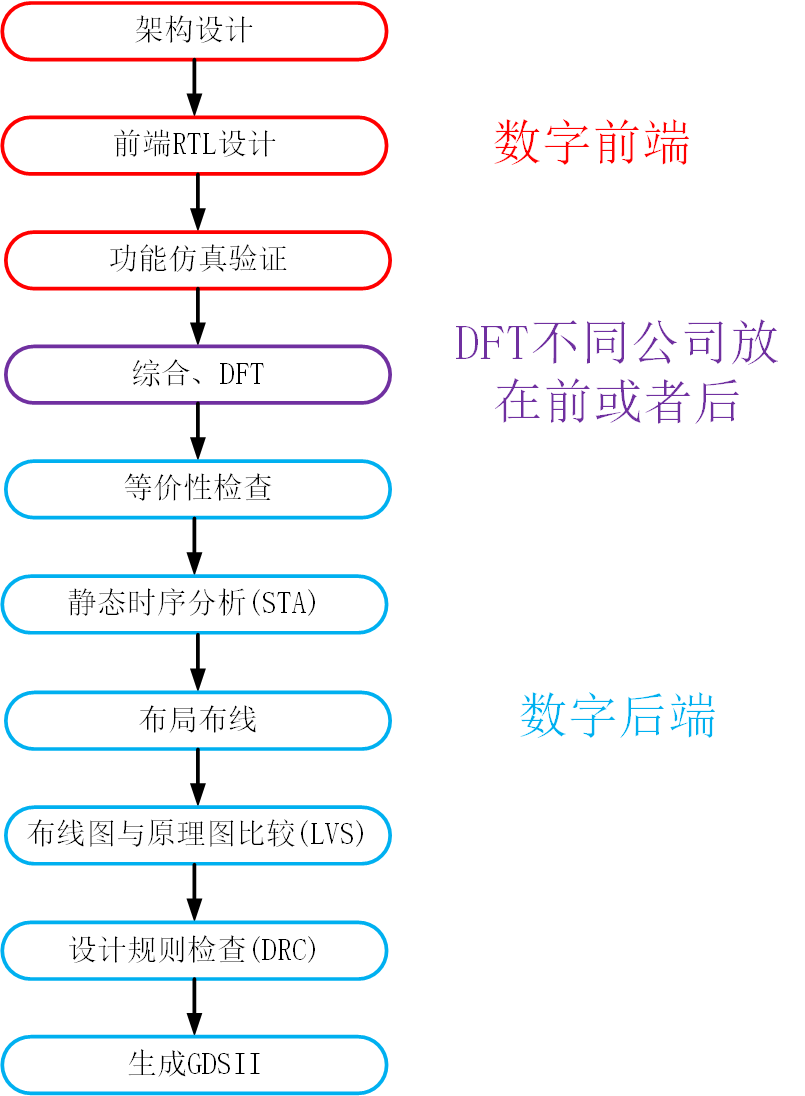 架构设计
前端RTL设计
数字前端
功能仿真验证
DFT不同公司放
在前或者后
综合、DFT
等价性检查
静态时序分析(STA)
布局布线
数字后端
布线图与原理图比较(LVS)
设计规则检查(DRC)
生成GDSII